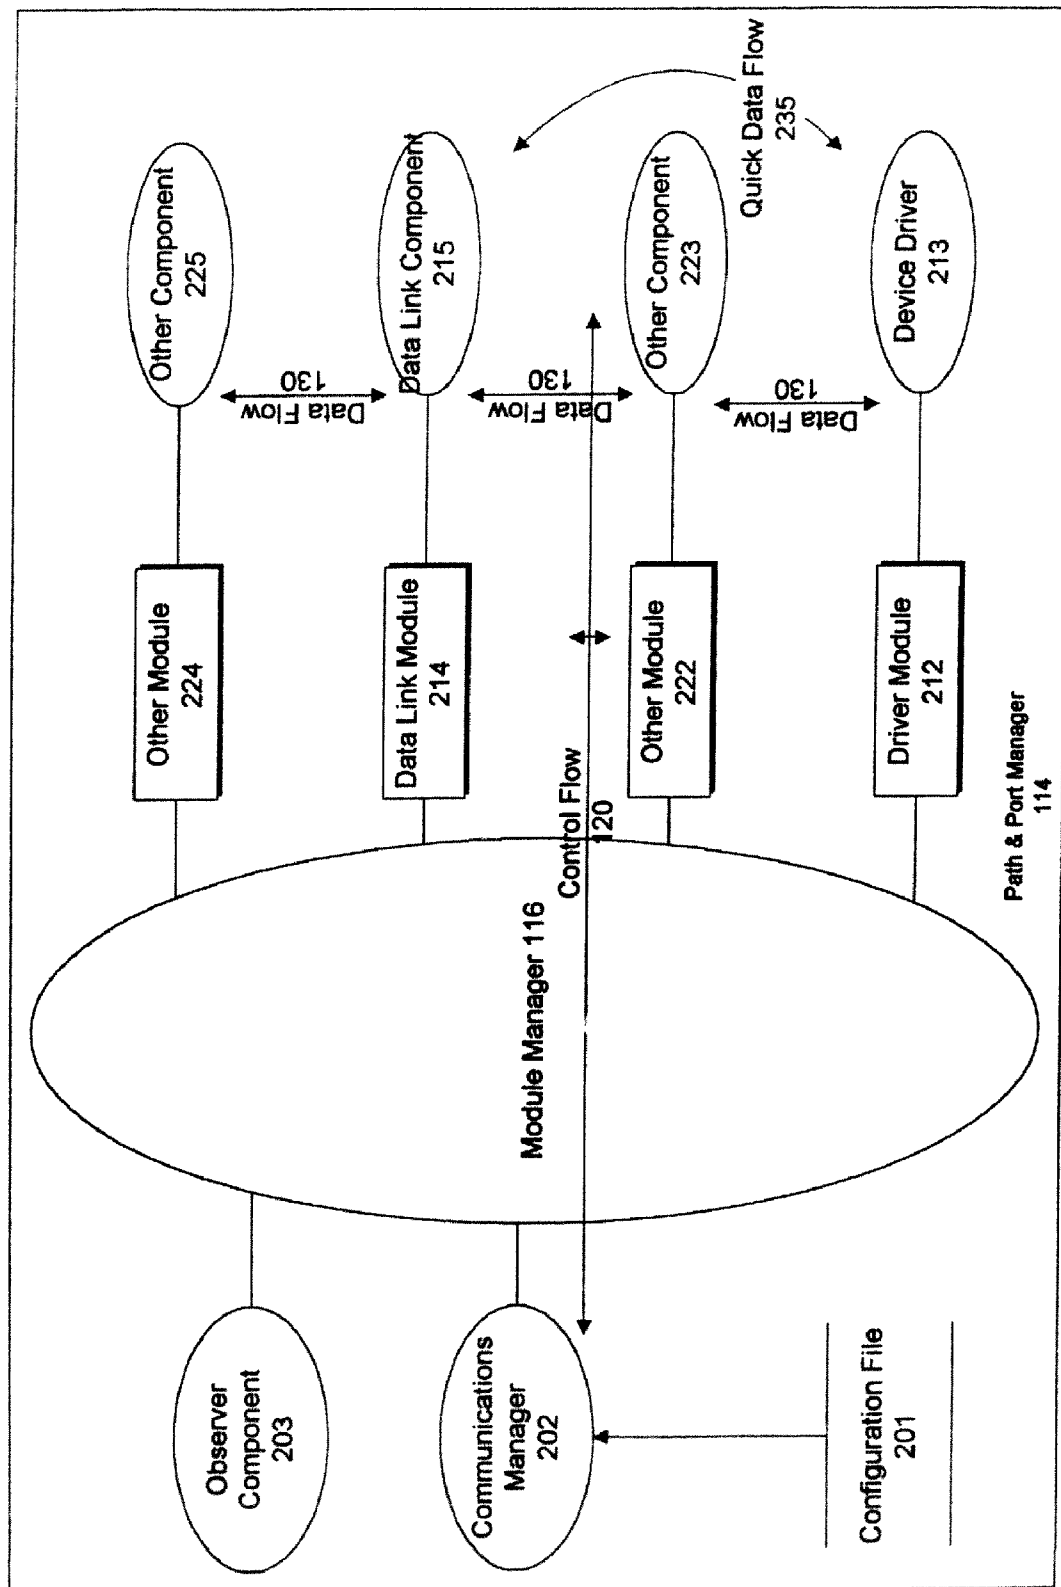 Observer
Component
203
Communications
Manager
202
Configuration File
201
Module Manager 116
Control Flow
120
Other Module
224
Data Link Module
214
Other Module
222
Driver Module
212
Path & Port Manager
114
Data Flow
130
Data Flow
130
Data Flow
130
Other Component
225
Data Link Component
215
Other Component
223
Device Driver
213
Quick Data Flow
235